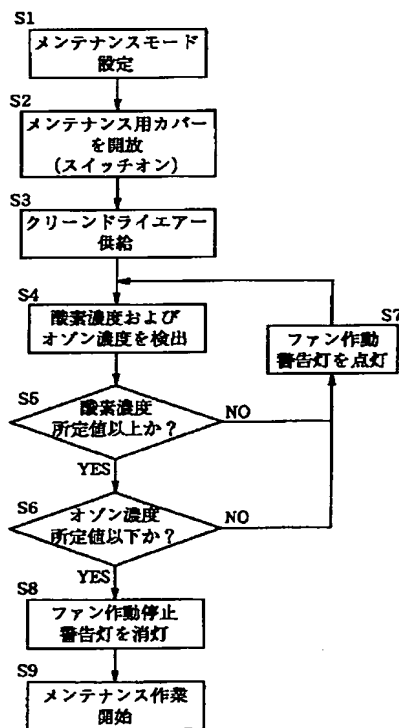 S1
メンテナンスモード
設定
S2
メンテナンス用カバー
を開放
(スイッチオン)
S3
クリーンドライエアー
供給
S4
酸素濃度および
オゾン濃度を検出
S7
ファン作動
警告灯を点灯
S5
酸素濃度
所定値以上か？
NO
YES
S6
オゾン濃度
所定値以下か？
NO
YES
S8
ファン作動停止
警告灯を消灯
S9
メンテナンス作業
開始